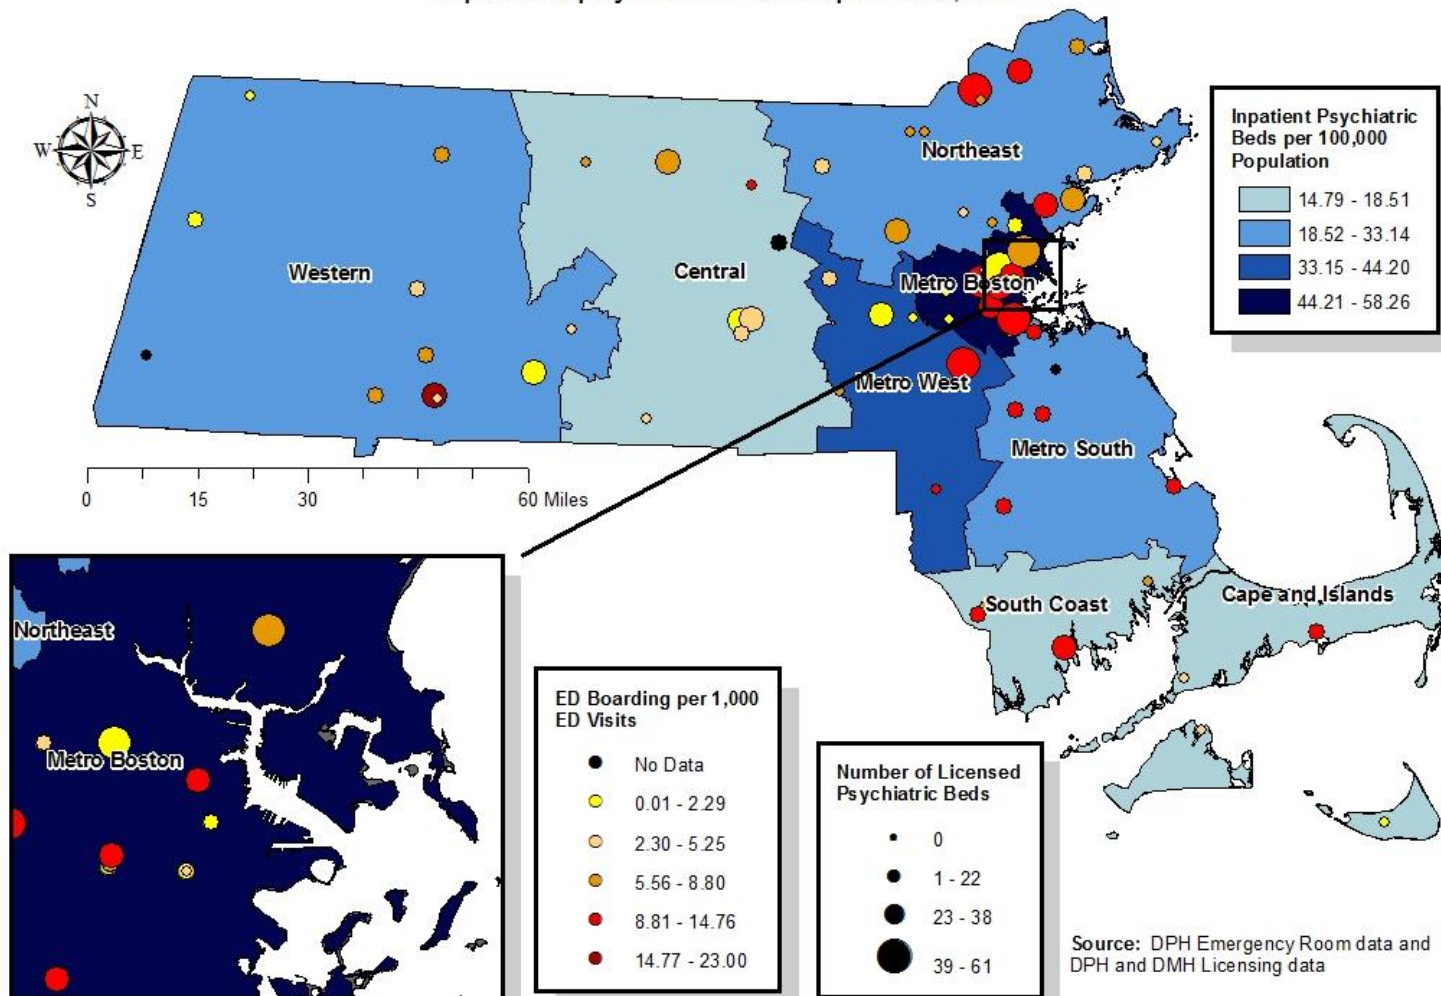 N
W E
S
Northeast
Western
Central
Metro Boston
Metro West
Metro South
South Coast
Cape and Islands
0 15 30 60 Miles
Inpatient Psychiatric
Beds per 100,000
Population
14.79 - 18.51
18.52 - 33.14
33.15 - 44.20
44.21 - 58.26
Northeast
Metro Boston
ED Boarding per 1,000
ED Visits
No Data
0.01 - 2.29
2.30 - 5.25
5.56 - 8.80
8.81 - 14.76
14.77 - 23.00
Number of Licensed
Psychiatric Beds
0
1 - 22
23 - 38
39 - 61
Source: DPH Emergency Room data and
DPH and DMH Licensing data